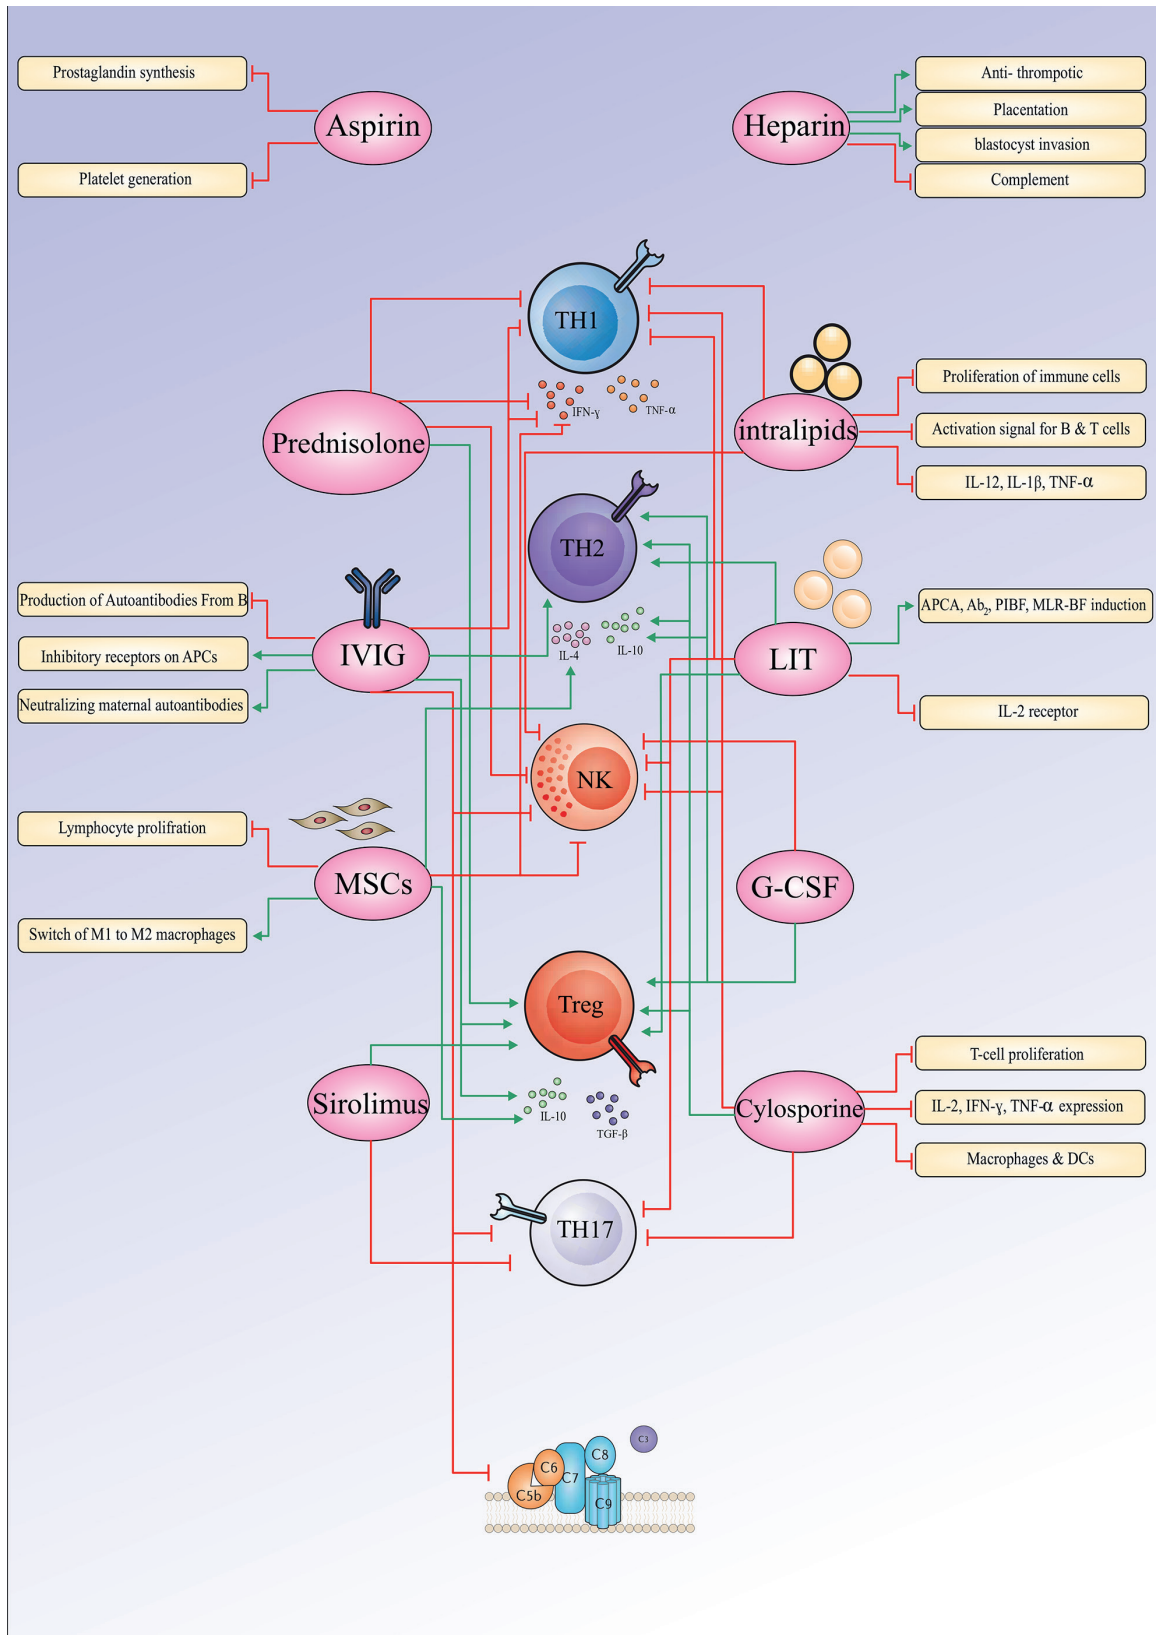 Prostaglandin synthesis
Aspirin
Platelet generation
Heparin
Anti- thrompotic
Placentation
blastocyst invasion
Complement
TH1
IFN-γ
TNF-α
Prednisolone
intralipids
Proliferation of immune cells
Activation signal for B & T cells
IL-12, IL-1β, TNF-α
TH2
IL-4
IL-10
Production of Autoantibodies From B
Inhibitory receptors on APCs
Neutralizing maternal autoantibodies
IVIG
LIT
APCA, Ab2, PIBF, MLR-BF induction
IL-2 receptor
NK
Lymphocyte prolifration
MSCs
Switch of M1 to M2 macrophages
G-CSF
Treg
IL-10
TGF-β
Sirolimus
Cylosporine
T-cell proliferation
IL-2, IFN-γ, TNF-α expression
Macrophages & DCs
TH17
C3
C8
C6
C7
C5b
C9